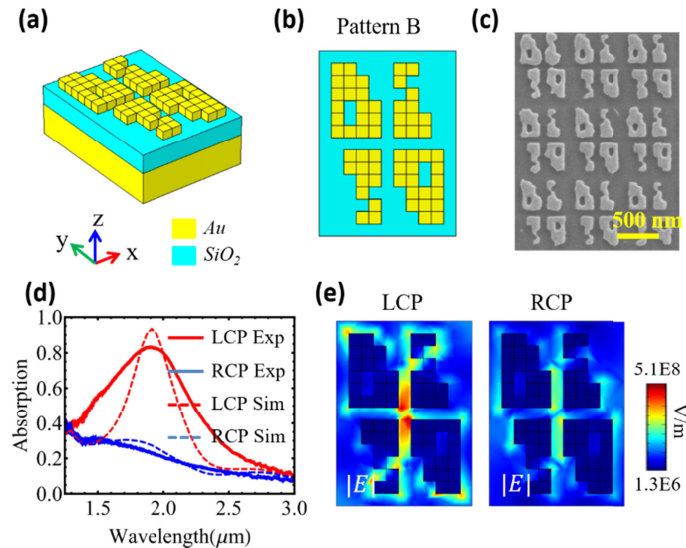 (a)
z
y
x
Au
SiO2
(b)
Pattern B
(c)
500 nm
(d)
1.0
0.8
0.6
0.4
0.2
0.0
Absorption
LCP Exp
RCP Exp
LCP Sim
RCP Sim
1.5
2.0
2.5
3.0
Wavelength(μm)
(e)
LCP
RCP
|E|
|E|
5.1E8
V/m
1.3E6